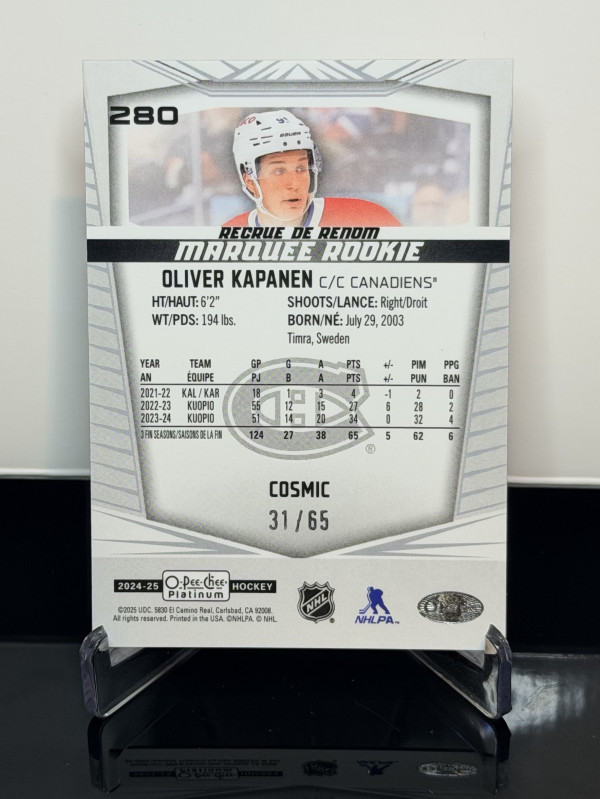 280
BAUER
RECRUE DE RENOM
MARQUEE ROOKIE
OLIVER KAPANEN C/C CANADIENS®
HT/HAUT: 6'2" SHOOTS/LANCE: Right/Droit
WT/PDS: 194 lbs. BORN/NÉ: July 29, 2003
Timra, Sweden
YEAR TEAM GP G A PTS +/- PIM PPG
AN ÉQUIPE PJ B A PTS +/- PUN BAN
2021-22 KAL / KAR 18 1 3 4 -1 2 0
2022-23 KUOPIO 55 12 15 27 6 28 2
2023-24 KUOPIO 51 14 20 34 0 32 4
3 FIN SEASONS/SAISONS DE LA FIN 124 27 38 65 5 62 6
®
COSMIC
31/65
2024-25 O-Pee-Chee Platinum HOCKEY
NHL
NHLPA
©2025 UDC. 5830 El Camino Real, Carlsbad, CA 92008.
All rights reserved. Printed in the USA. ©NHLPA. © NHL.